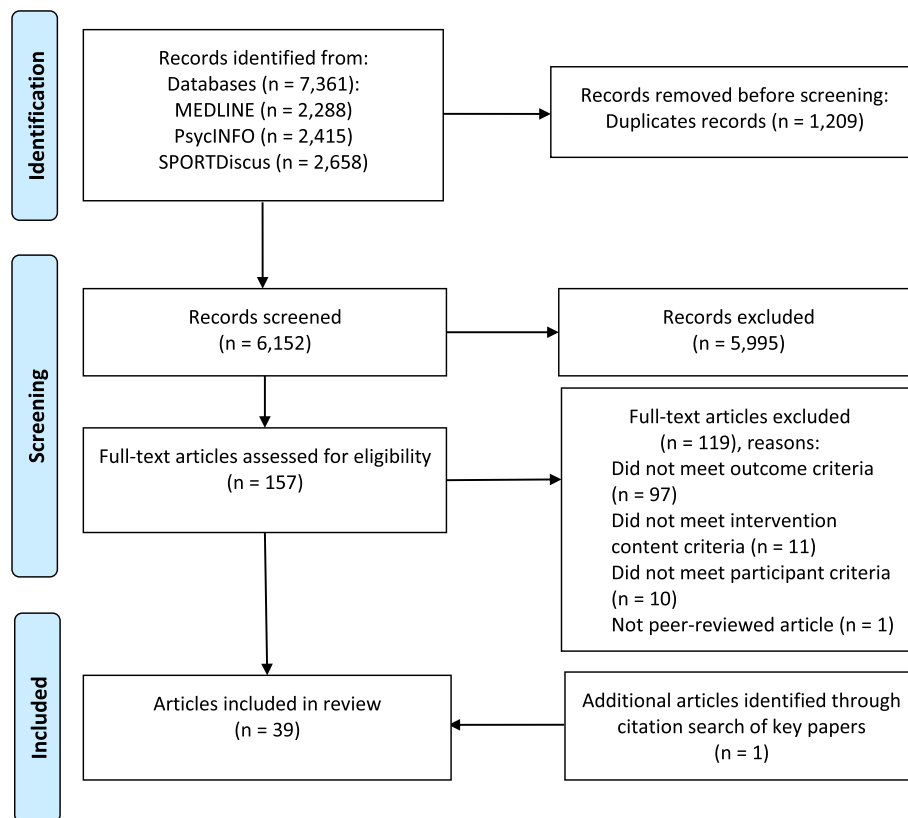 Identification
Records identified from:
Databases (n = 7,361):
MEDLINE (n = 2,288)
PsycINFO (n = 2,415)
SPORTDiscus (n = 2,658)
Records removed before screening:
Duplicates records (n = 1,209)
Screening
Records screened
(n = 6,152)
Records excluded
(n = 5,995)
Full-text articles assessed for eligibility
(n = 157)
Full-text articles excluded
(n = 119), reasons:
Did not meet outcome criteria
(n = 97)
Did not meet intervention
content criteria (n = 11)
Did not meet participant criteria
(n = 10)
Not peer-reviewed article (n = 1)
Included
Articles included in review
(n = 39)
Additional articles identified through
citation search of key papers
(n = 1)